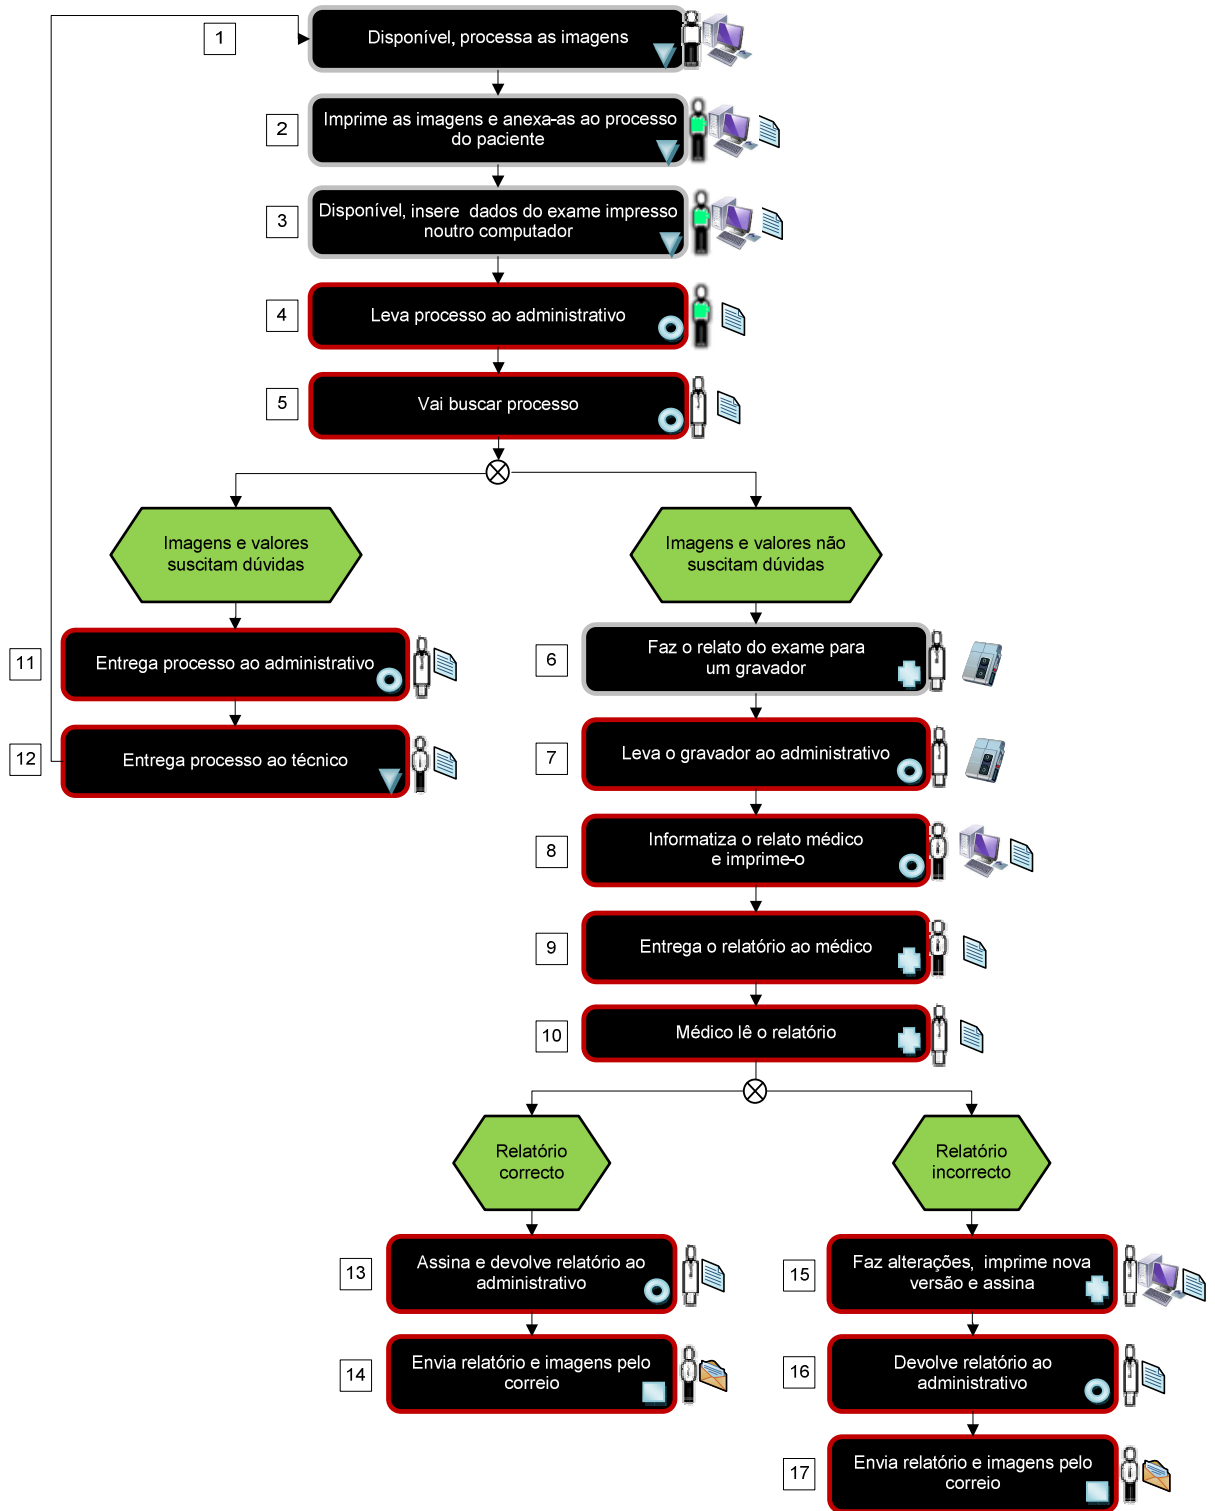 1
Disponível, processa as imagens
2
Imprime as imagens e anexa-as ao processo
do paciente
3
Disponível, insere dados do exame impresso
noutro computador
4
Leva processo ao administrativo
5
Vai buscar processo
Imagens e valores
suscitam dúvidas
Imagens e valores não
suscitam dúvidas
11
Entrega processo ao administrativo
12
Entrega processo ao técnico
6
Faz o relato do exame para
um gravador
7
Leva o gravador ao administrativo
8
Informatiza o relato médico
e imprime-o
9
Entrega o relatório ao médico
10
Médico lê o relatório
Relatório
correcto
Relatório
incorrecto
13
Assina e devolve relatório ao
administrativo
14
Envia relatório e imagens pelo
correio
15
Faz alterações, imprime nova
versão e assina
16
Devolve relatório ao
administrativo
17
Envia relatório e imagens pelo
correio